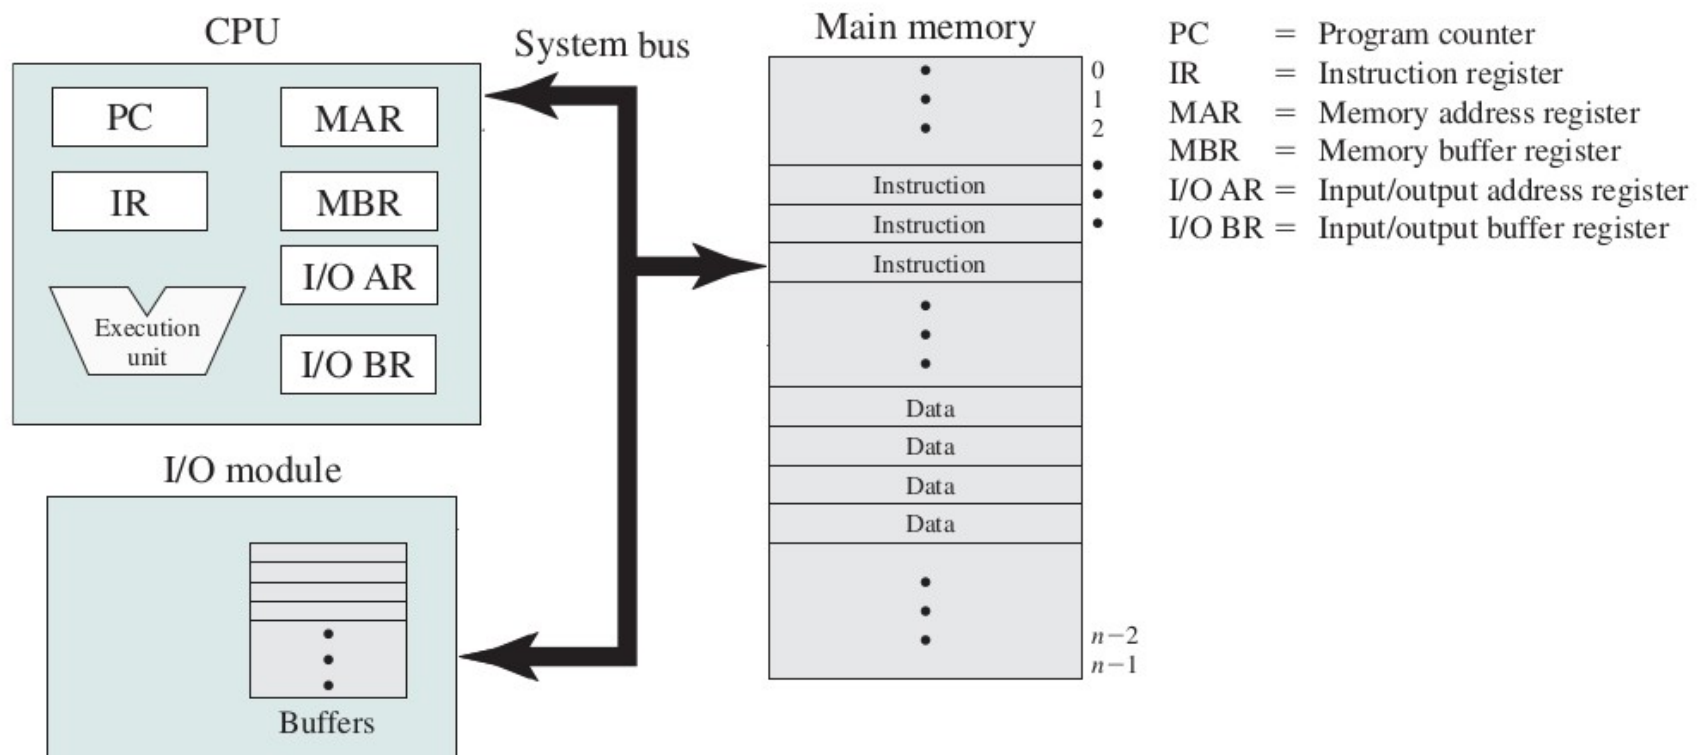 CPU
System bus
Main memory
PC
MAR
IR
MBR
I/O AR
I/O BR
Execution
unit
I/O module
Buffers
0
1
2
Instruction
Instruction
Instruction
Data
Data
Data
Data
n−2
n−1
PC = Program counter
IR = Instruction register
MAR = Memory address register
MBR = Memory buffer register
I/O AR = Input/output address register
I/O BR = Input/output buffer register